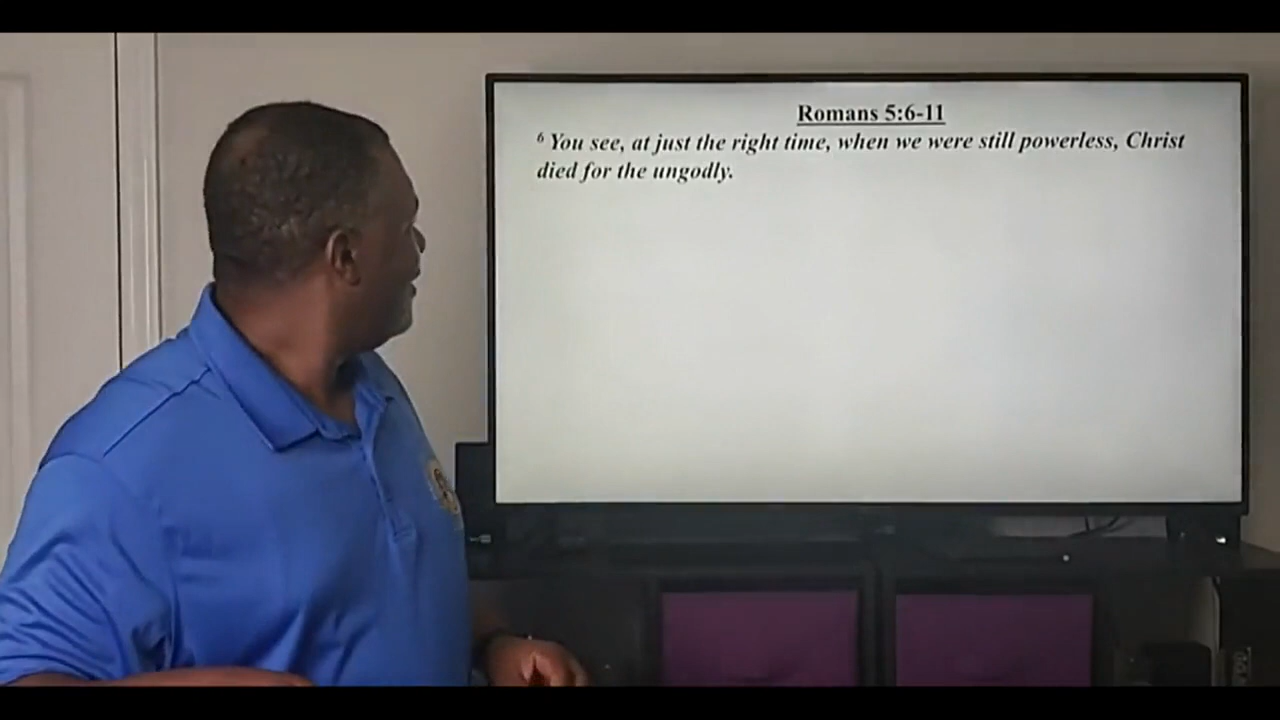 Romans 5:6-11
6 You see, at just the right time, when we were still powerless, Christ
died for the ungodly.